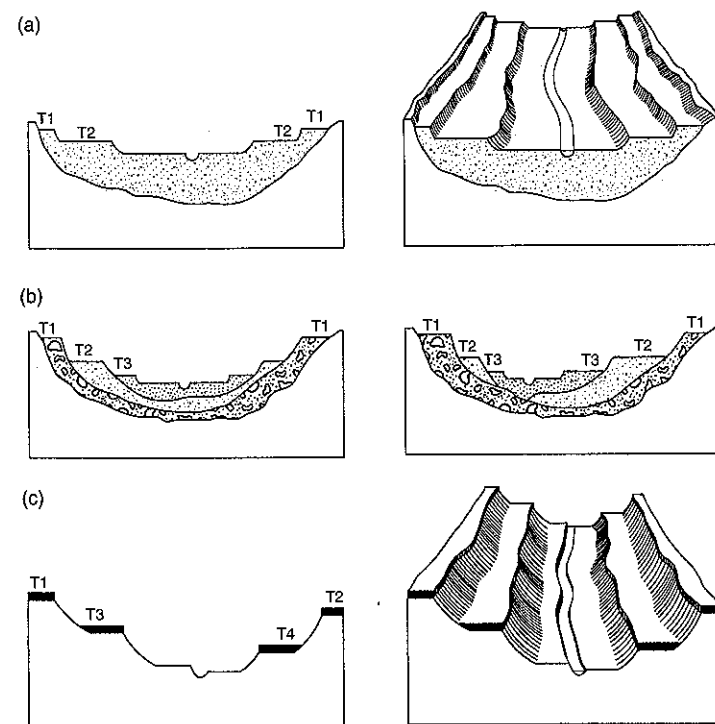 (a)
T1 T2 T2 T1
(b)
T1 T2 T3 T1
T1 T2 T3 T3 T2 T1
(c)
T1 T3 T4 T2